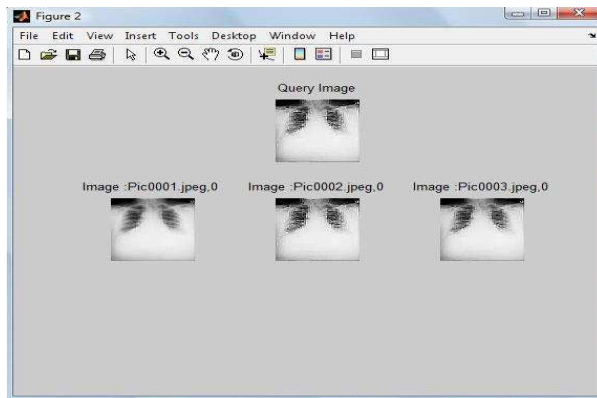 Figure 2
File Edit View Insert Tools Desktop Window Help
Query Image
Image :Pic0001.jpeg,0 Image :Pic0002.jpeg,0 Image :Pic0003.jpeg,0